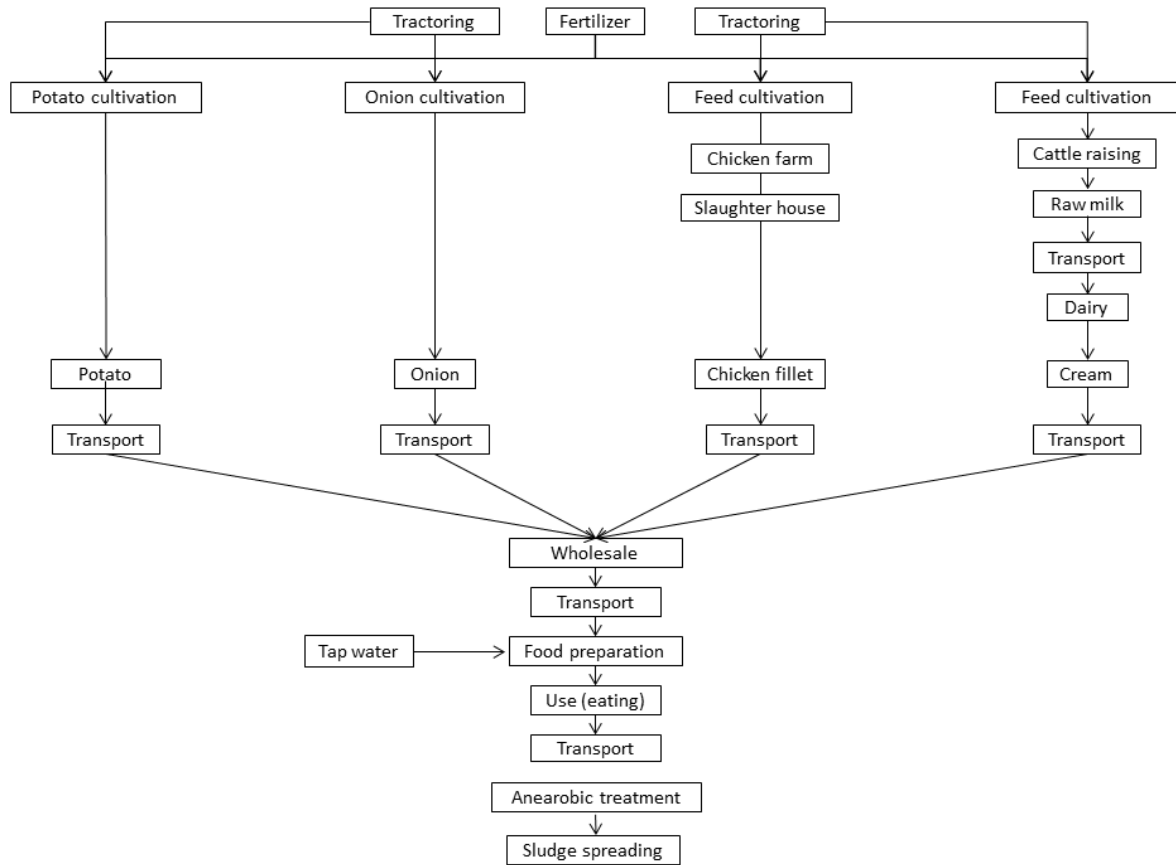 Tractoring
Fertilizer
Tractoring
Potato cultivation
Onion cultivation
Feed cultivation
Feed cultivation
Chicken farm
Cattle raising
Slaughter house
Raw milk
Transport
Dairy
Potato
Onion
Chicken fillet
Cream
Transport
Transport
Transport
Transport
Wholesale
Transport
Tap water
Food preparation
Use (eating)
Transport
Anearobic treatment
Sludge spreading